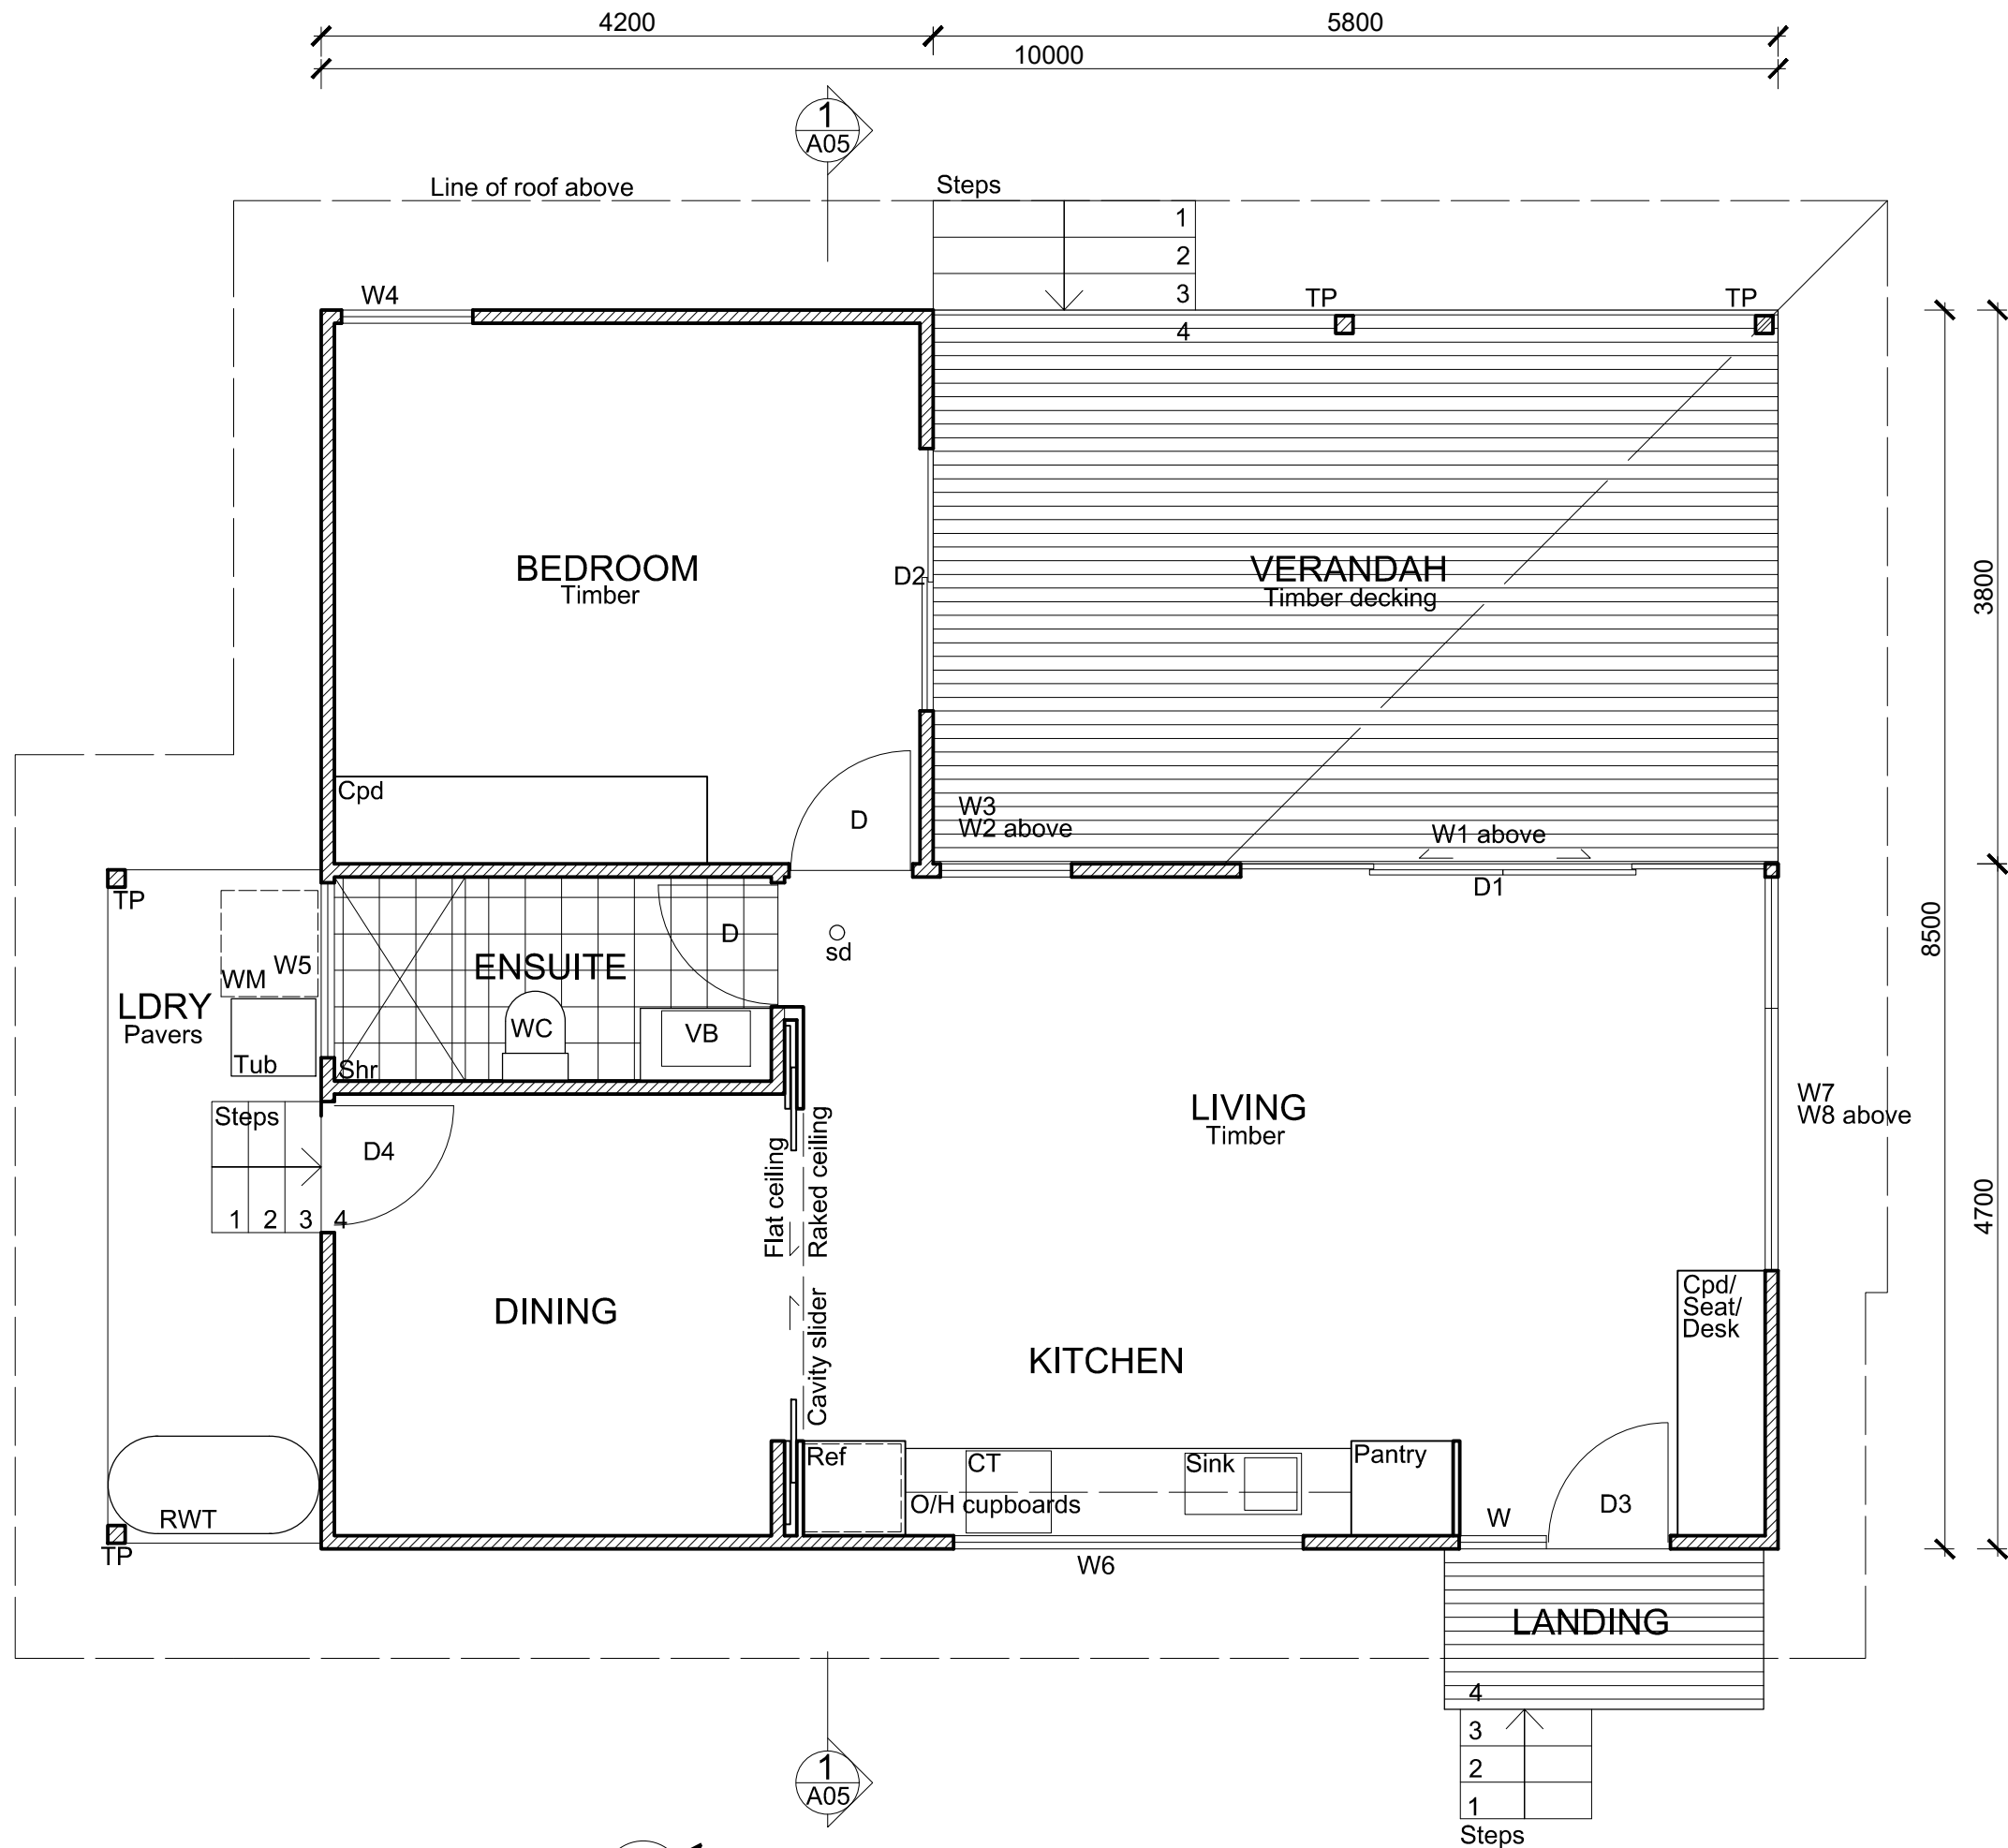 4200
5800
10000
1
A05
Line of roof above
Steps
1
2
3
4
W4
TP
TP
BEDROOM
Timber
D2
VERANDAH
Timber decking
3800
Cpd
D
W3
W2 above
W1 above
D1
TP
WM
W5
LDRY
Pavers
Tub
ENSUITE
D
WC
VB
Shr
sd
8500
LIVING
Timber
W7
W8 above
Steps
1 2 3 4
D4
Flat ceiling
Raked ceiling
Cavity slider
4700
DINING
KITCHEN
Cpd/
Seat/
Desk
Ref
CT
O/H cupboards
Sink
Pantry
W
D3
RWT
TP
W6
LANDING
4
3
2
1
Steps
1
A05